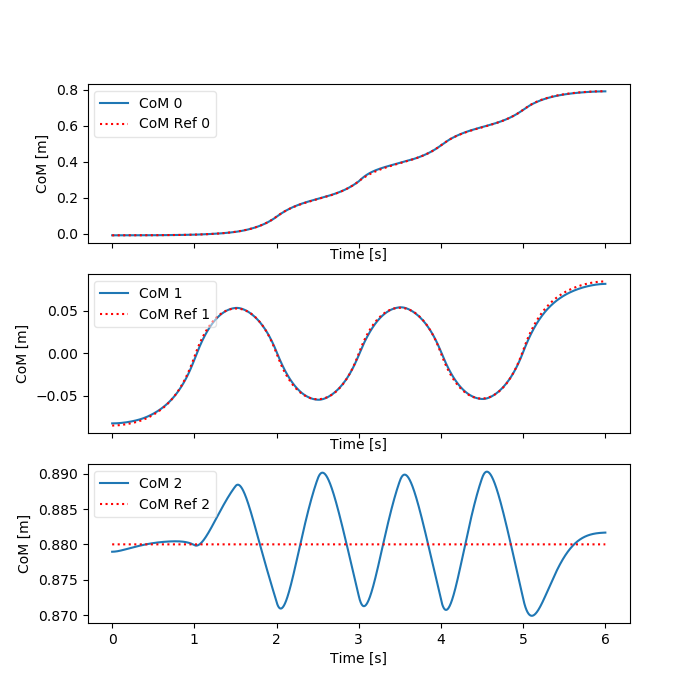 0.8
0.6
0.4
0.2
0.0
CoM [m]
CoM 0
CoM Ref 0
Time [s]
0.05
0.00
−0.05
CoM [m]
CoM 1
CoM Ref 1
Time [s]
0.890
0.885
0.880
0.875
0.870
CoM [m]
CoM 2
CoM Ref 2
0 1 2 3 4 5 6
Time [s]